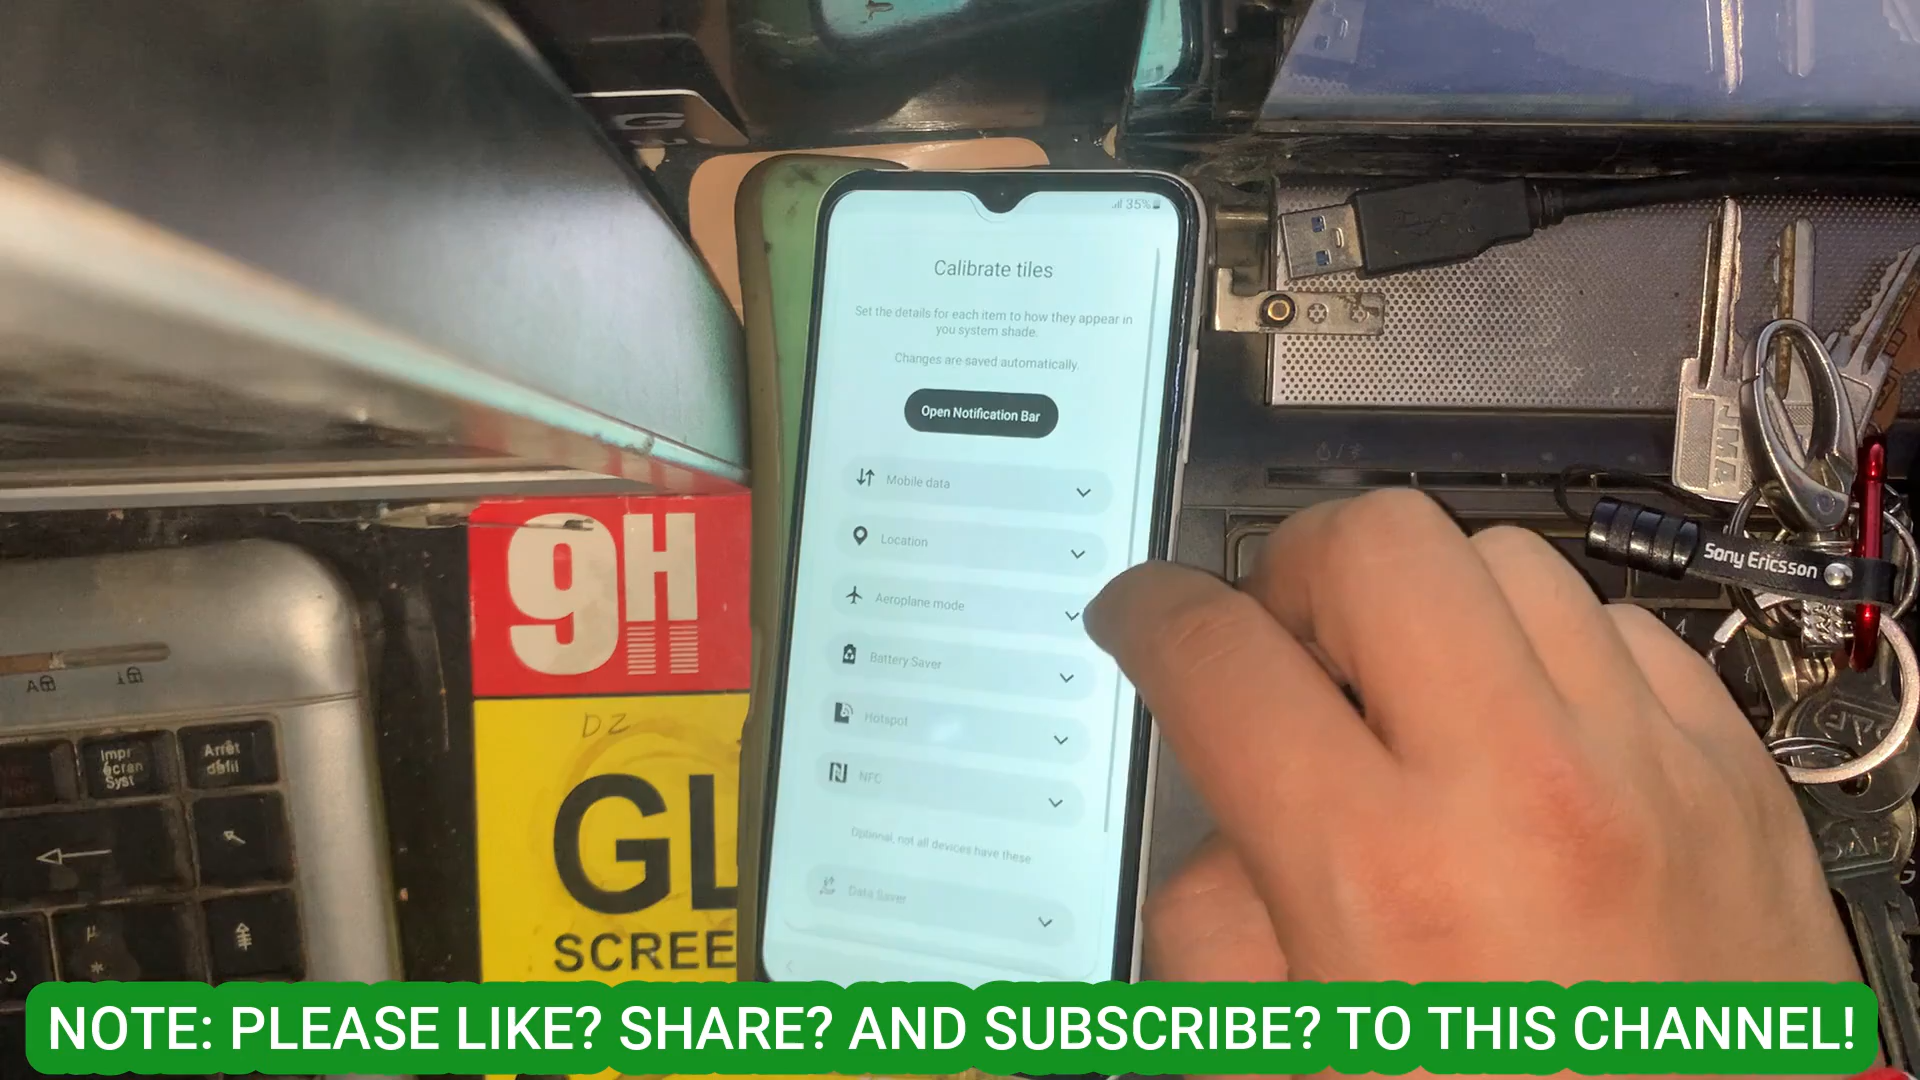 G
35%
Calibrate tiles
Set the details for each item to how they appear in
you system shade.
Changes are saved automatically.
Open Notification Bar
Mobile data
Location
Aeroplane mode
Battery Saver
Hotspot
NFC
Optional, not all devices have these
Data Saver
9H
DZ
GL
SCREE
A
Impr
écran
Syst
Arrêt
défil
μ
*
JMA
Sony Ericsson
4
NOTE: PLEASE LIKE? SHARE? AND SUBSCRIBE? TO THIS CHANNEL!